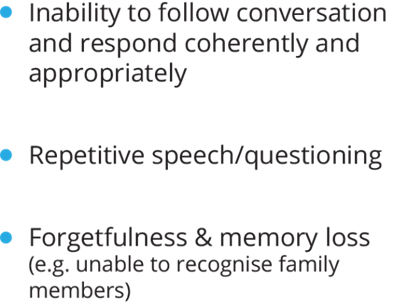 • Inability to follow conversation
and respond coherently and
appropriately
• Repetitive speech/questioning
• Forgetfulness & memory loss
(e.g. unable to recognise family
members)